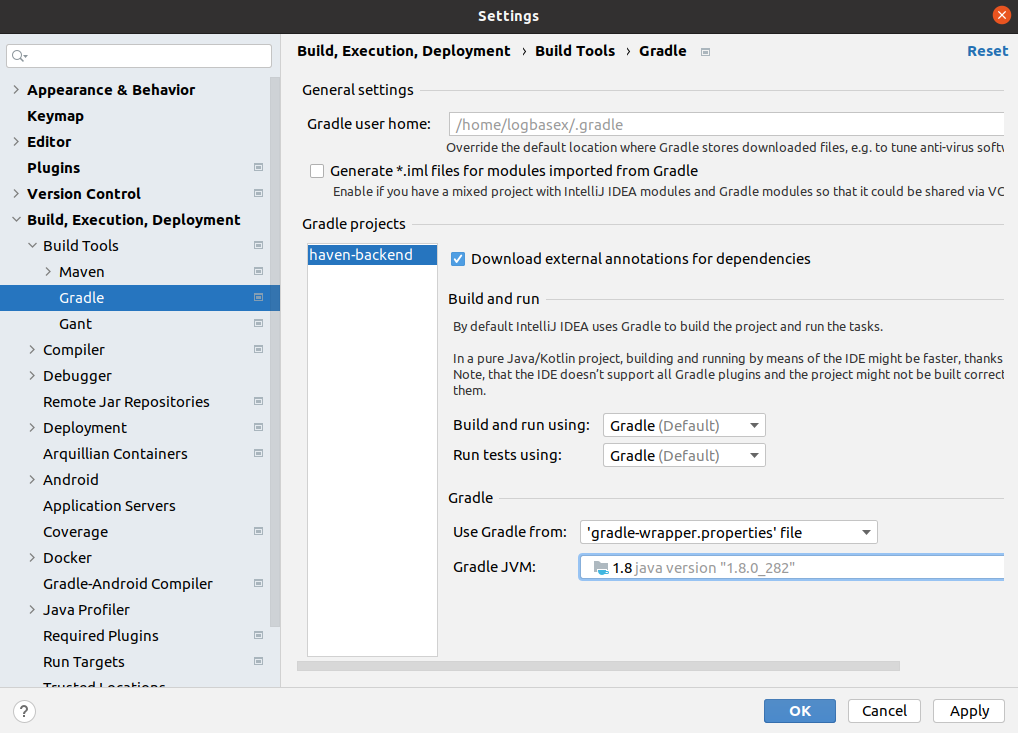 Settings
Build, Execution, Deployment › Build Tools › Gradle
Reset
Appearance & Behavior
Keymap
Editor
Plugins
Version Control
Build, Execution, Deployment
Build Tools
Maven
Gradle
Gant
Compiler
Debugger
Remote Jar Repositories
Deployment
Arquillian Containers
Android
Application Servers
Coverage
Docker
Gradle-Android Compiler
Java Profiler
Required Plugins
Run Targets
Trusted Locations
General settings
Gradle user home: /home/logbasex/.gradle
Override the default location where Gradle stores downloaded files, e.g. to tune anti-virus softw
Generate *.iml files for modules imported from Gradle
Enable if you have a mixed project with IntelliJ IDEA modules and Gradle modules so that it could be shared via VC
Gradle projects
haven-backend
Download external annotations for dependencies
Build and run
By default IntelliJ IDEA uses Gradle to build the project and run the tasks.
In a pure Java/Kotlin project, building and running by means of the IDE might be faster, thanks
Note, that the IDE doesn't support all Gradle plugins and the project might not be built correct
them.
Build and run using: Gradle (Default)
Run tests using: Gradle (Default)
Gradle
Use Gradle from: 'gradle-wrapper.properties' file
Gradle JVM: 1.8 java version "1.8.0_282"
?
OK
Cancel
Apply